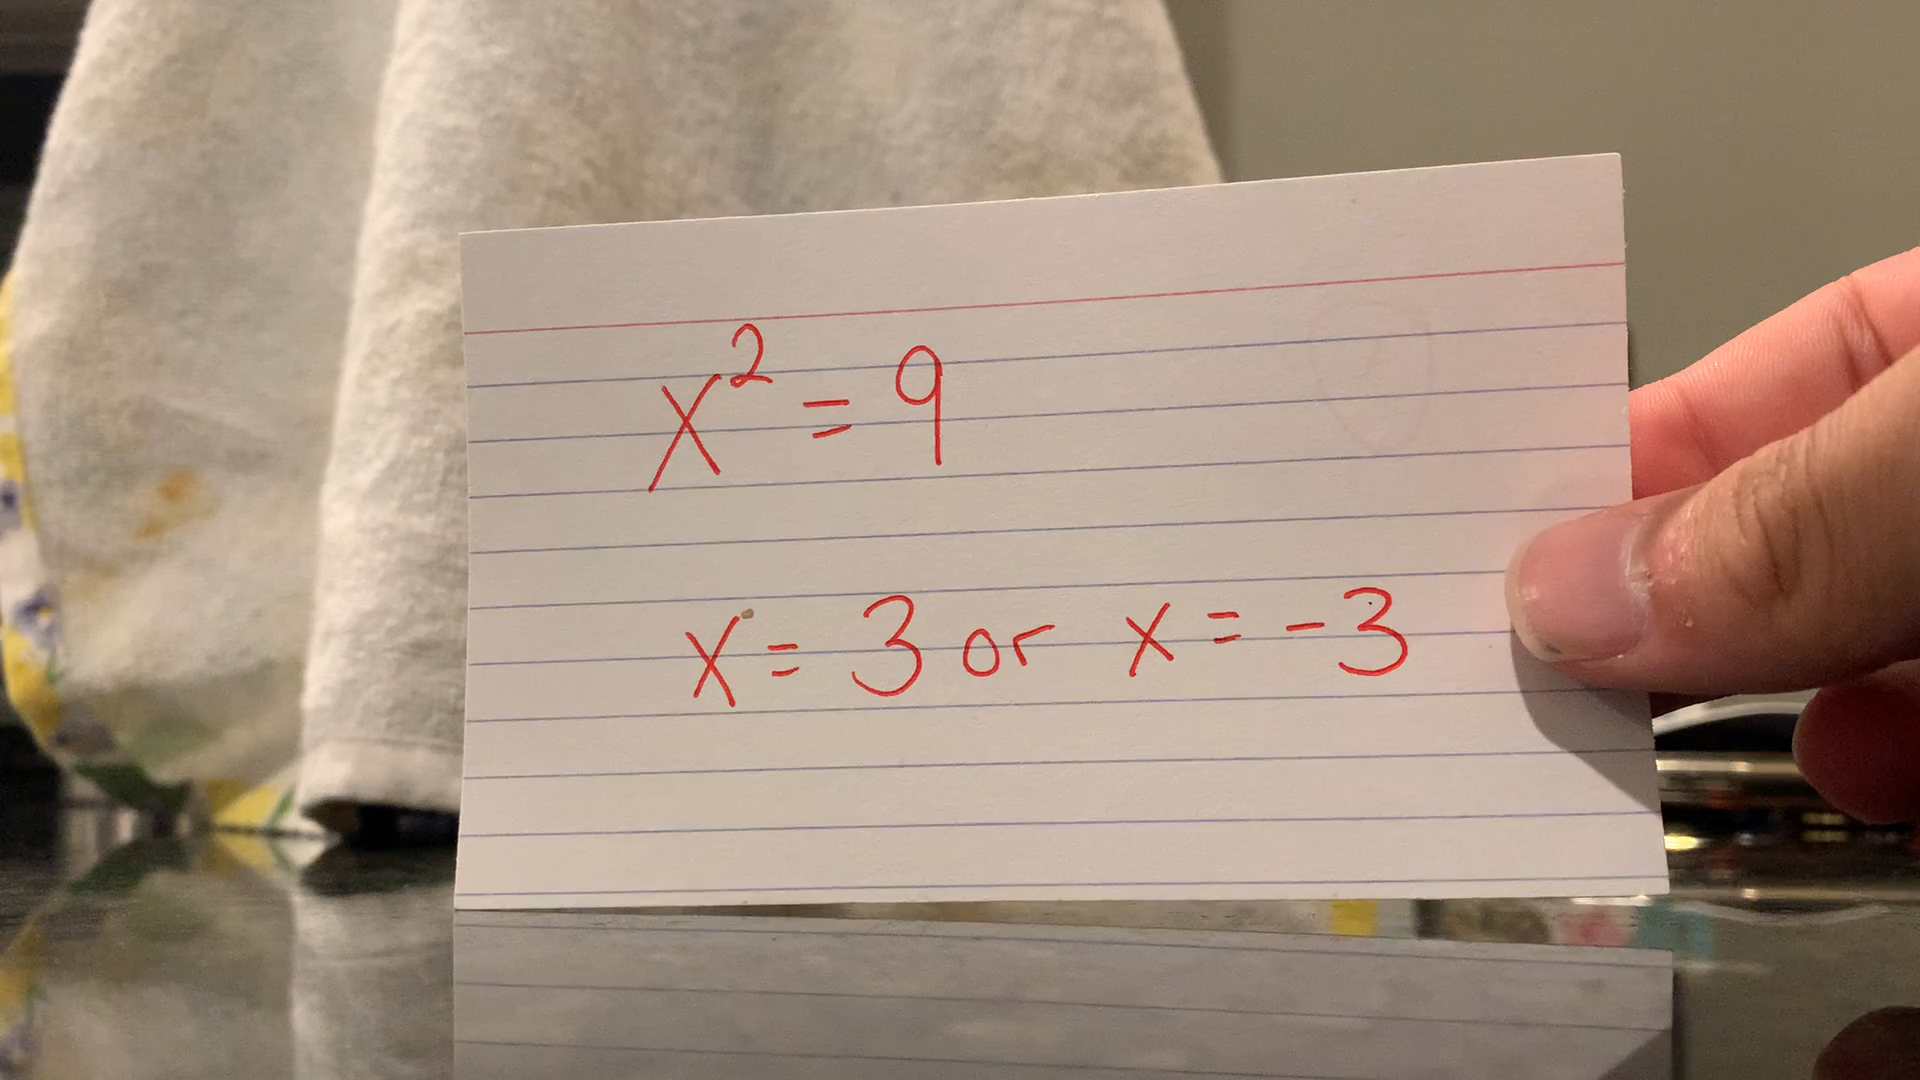 x² = 9
x = 3 or x = -3